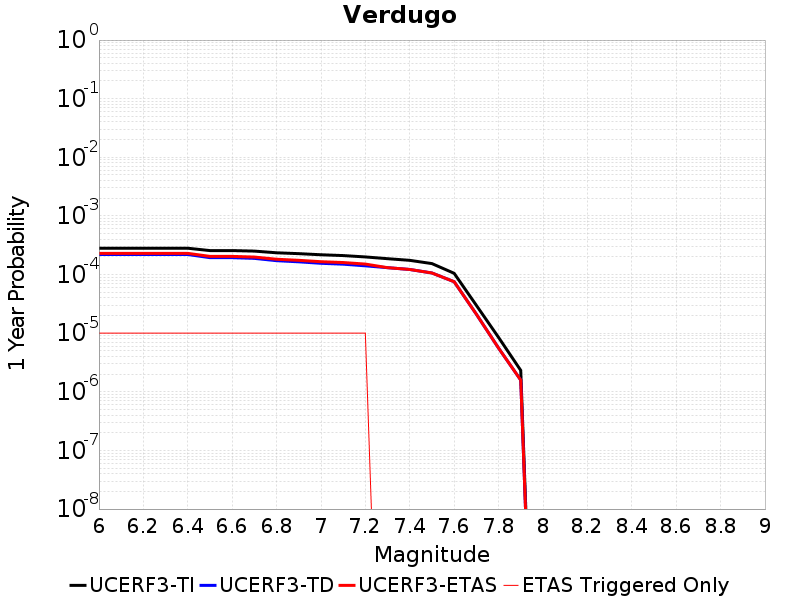 Verdugo
1 Year Probability
10^0
10^-1
10^-2
10^-3
10^-4
10^-5
10^-6
10^-7
10^-8
6 6.2 6.4 6.6 6.8 7 7.2 7.4 7.6 7.8 8 8.2 8.4 8.6 8.8 9
Magnitude
UCERF3-TI UCERF3-TD UCERF3-ETAS ETAS Triggered Only